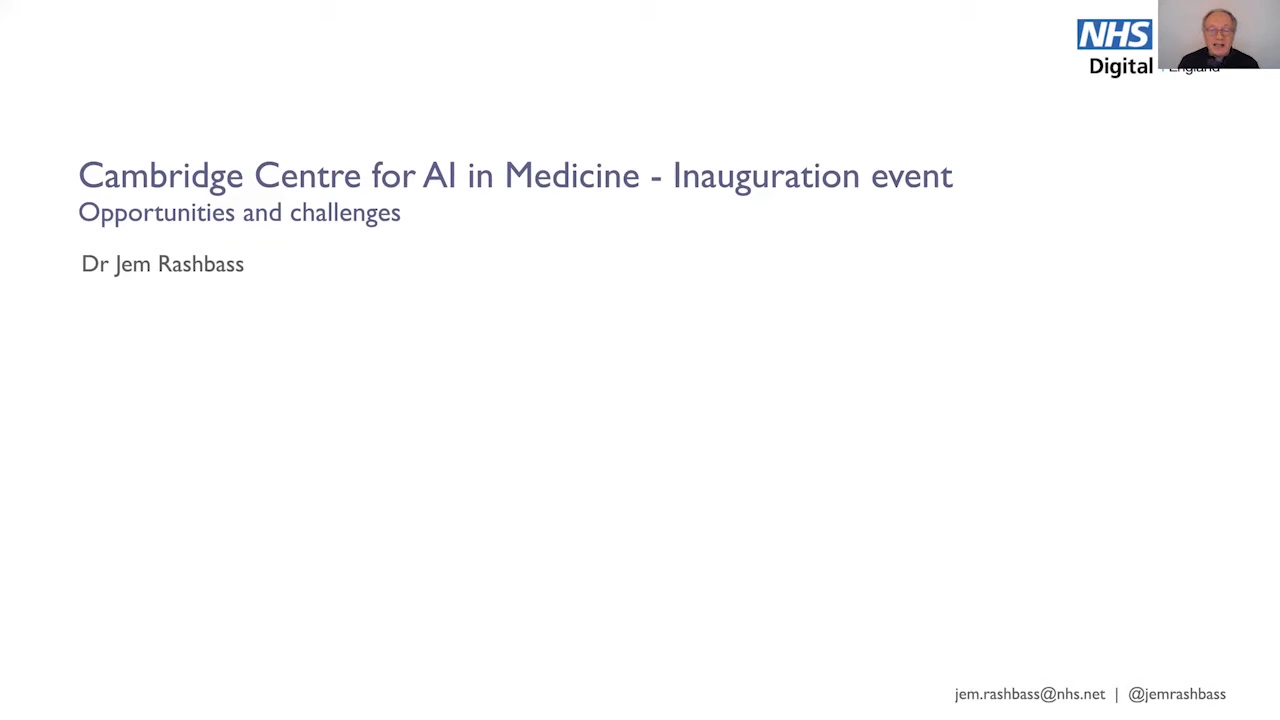 NHS
Digital
England
Cambridge Centre for AI in Medicine - Inauguration event
Opportunities and challenges
Dr Jem Rashbass
jem.rashbass@nhs.net | @jemrashbass